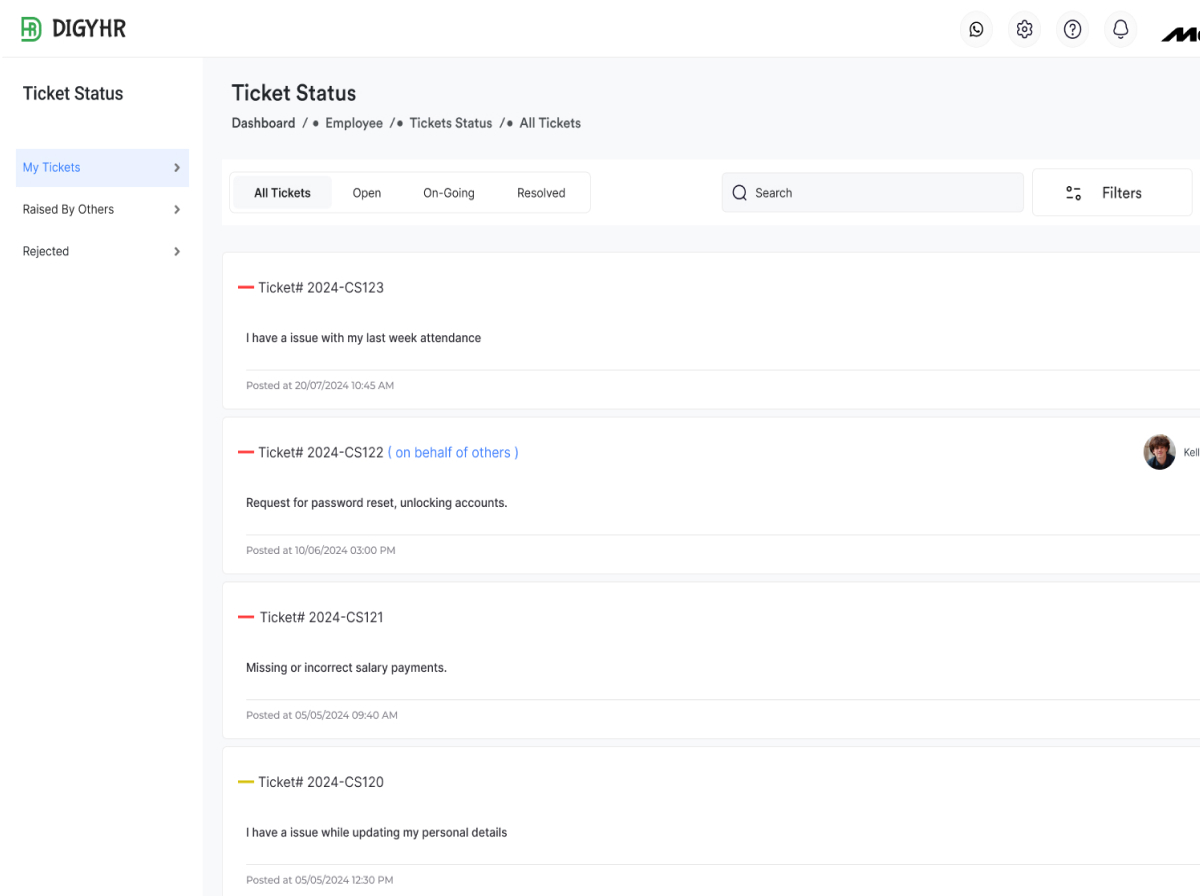 DIGYHR
Ticket Status
My Tickets
Raised By Others
Rejected
Ticket Status
Dashboard / • Employee / • Tickets Status / • All Tickets
All Tickets Open On-Going Resolved
Search
Filters
Ticket# 2024-CS123
I have a issue with my last week attendance
Posted at 20/07/2024 10:45 AM
Ticket# 2024-CS122 ( on behalf of others )
Kell
Request for password reset, unlocking accounts.
Posted at 10/06/2024 03:00 PM
Ticket# 2024-CS121
Missing or incorrect salary payments.
Posted at 05/05/2024 09:40 AM
Ticket# 2024-CS120
I have a issue while updating my personal details
Posted at 05/05/2024 12:30 PM